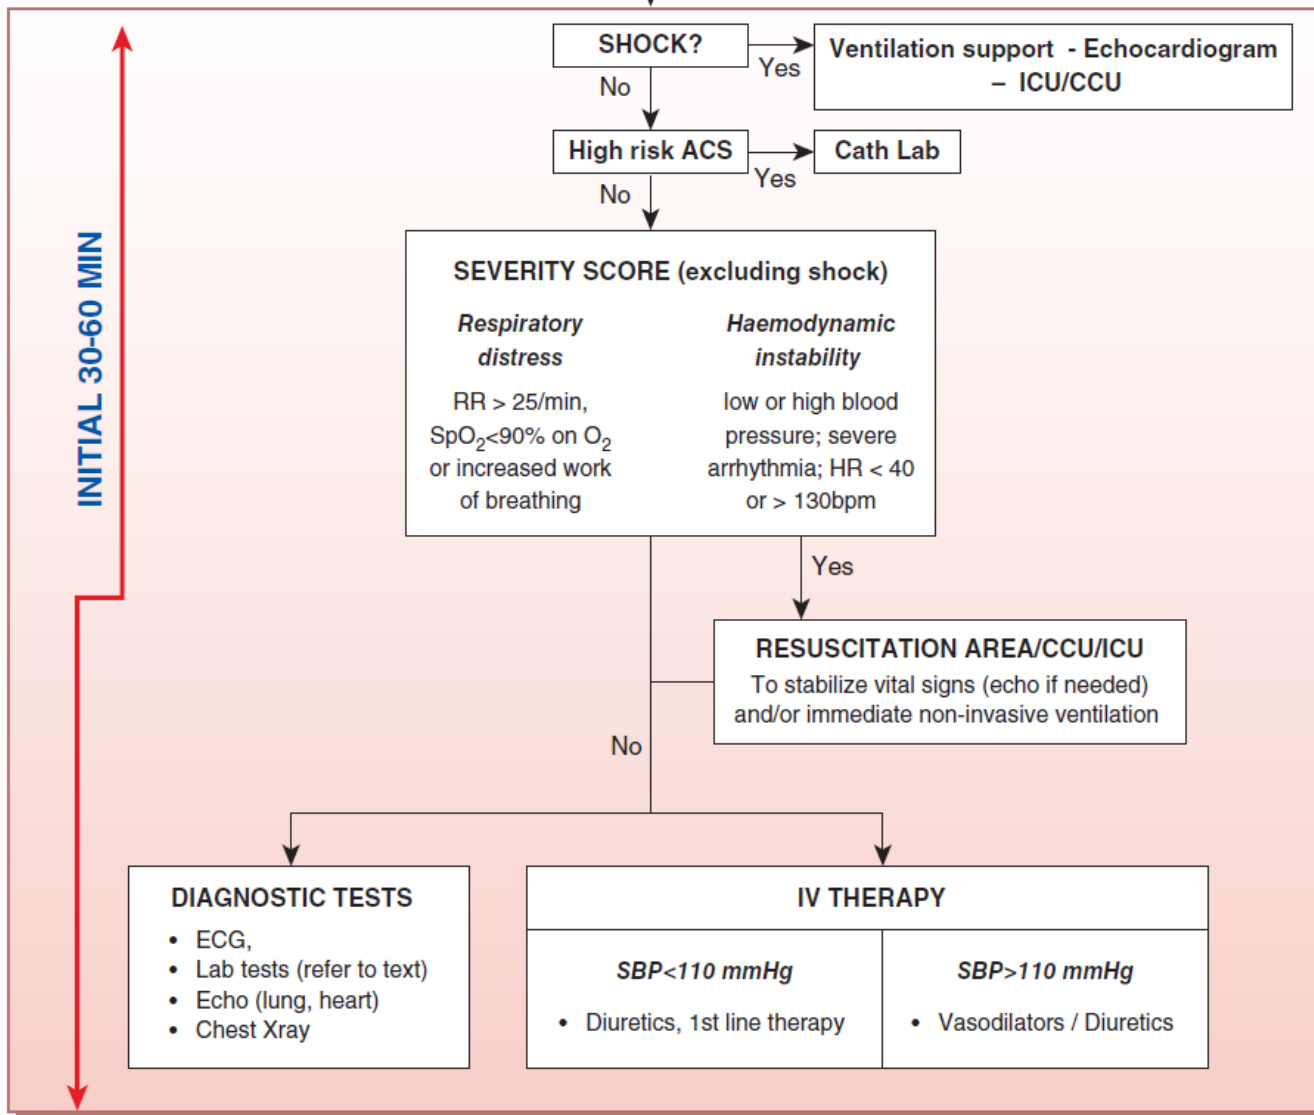 SHOCK?
Yes
Ventilation support - Echocardiogram
– ICU/CCU
No
High risk ACS
Yes
Cath Lab
No
INITIAL 30-60 MIN
SEVERITY SCORE (excluding shock)
Respiratory
distress
RR > 25/min,
SpO2<90% on O2
or increased work
of breathing
Haemodynamic
instability
low or high blood
pressure; severe
arrhythmia; HR < 40
or > 130bpm
Yes
RESUSCITATION AREA/CCU/ICU
To stabilize vital signs (echo if needed)
and/or immediate non-invasive ventilation
No
DIAGNOSTIC TESTS
• ECG,
• Lab tests (refer to text)
• Echo (lung, heart)
• Chest Xray
IV THERAPY
SBP<110 mmHg
• Diuretics, 1st line therapy
SBP>110 mmHg
• Vasodilators / Diuretics